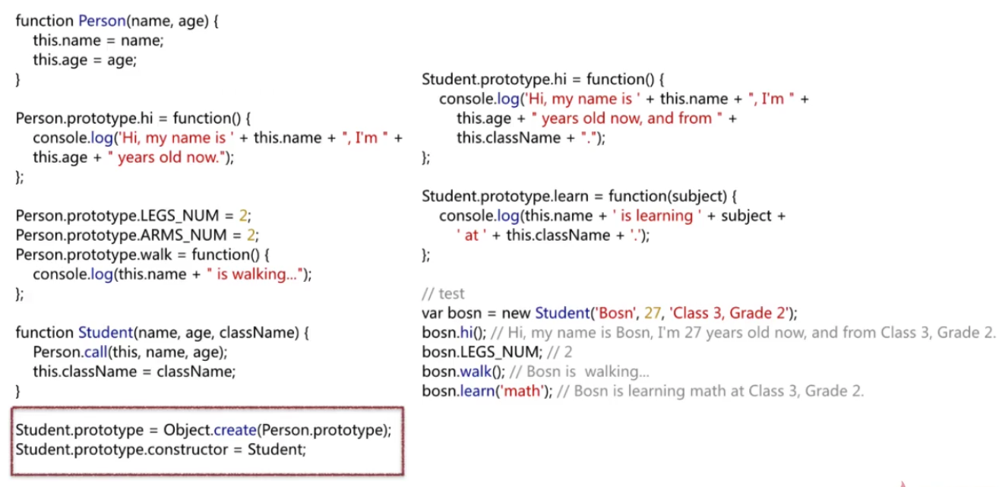 function Person(name, age) {
this.name = name;
this.age = age;
}
Person.prototype.hi = function() {
console.log('Hi, my name is ' + this.name + ", I'm " +
this.age + " years old now.");
};
Person.prototype.LEGS_NUM = 2;
Person.prototype.ARMS_NUM = 2;
Person.prototype.walk = function() {
console.log(this.name + " is walking...");
};
function Student(name, age, className) {
Person.call(this, name, age);
this.className = className;
}
Student.prototype = Object.create(Person.prototype);
Student.prototype.constructor = Student;
Student.prototype.hi = function() {
console.log('Hi, my name is ' + this.name + ", I'm " +
this.age + " years old now, and from " +
this.className + ".");
};
Student.prototype.learn = function(subject) {
console.log(this.name + ' is learning ' + subject +
' at ' + this.className + '.');
};
// test
var bosn = new Student('Bosn', 27, 'Class 3, Grade 2');
bosn.hi(); // Hi, my name is Bosn, I'm 27 years old now, and from Class 3, Grade 2.
bosn.LEGS_NUM; // 2
bosn.walk(); // Bosn is  walking...
bosn.learn('math'); // Bosn is learning math at Class 3, Grade 2.